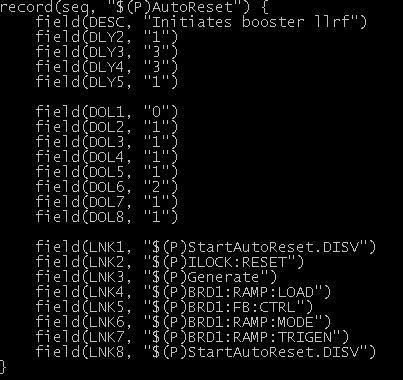 record(seq, "$(P)AutoReset") {
field(DESC, "Initiates booster llrf")
field(DLY2, "1")
field(DLY3, "3")
field(DLY4, "3")
field(DLY5, "1")
field(DOL1, "0")
field(DOL2, "1")
field(DOL3, "1")
field(DOL4, "1")
field(DOL5, "1")
field(DOL6, "2")
field(DOL7, "1")
field(DOL8, "1")
field(LNK1, "$(P)StartAutoReset.DISV")
field(LNK2, "$(P)ILOCK:RESET")
field(LNK3, "$(P)Generate")
field(LNK4, "$(P)BRD1:RAMP:LOAD")
field(LNK5, "$(P)BRD1:FB:CTRL")
field(LNK6, "$(P)BRD1:RAMP:MODE")
field(LNK7, "$(P)BRD1:RAMP:TRIGEN")
field(LNK8, "$(P)StartAutoReset.DISV")
}